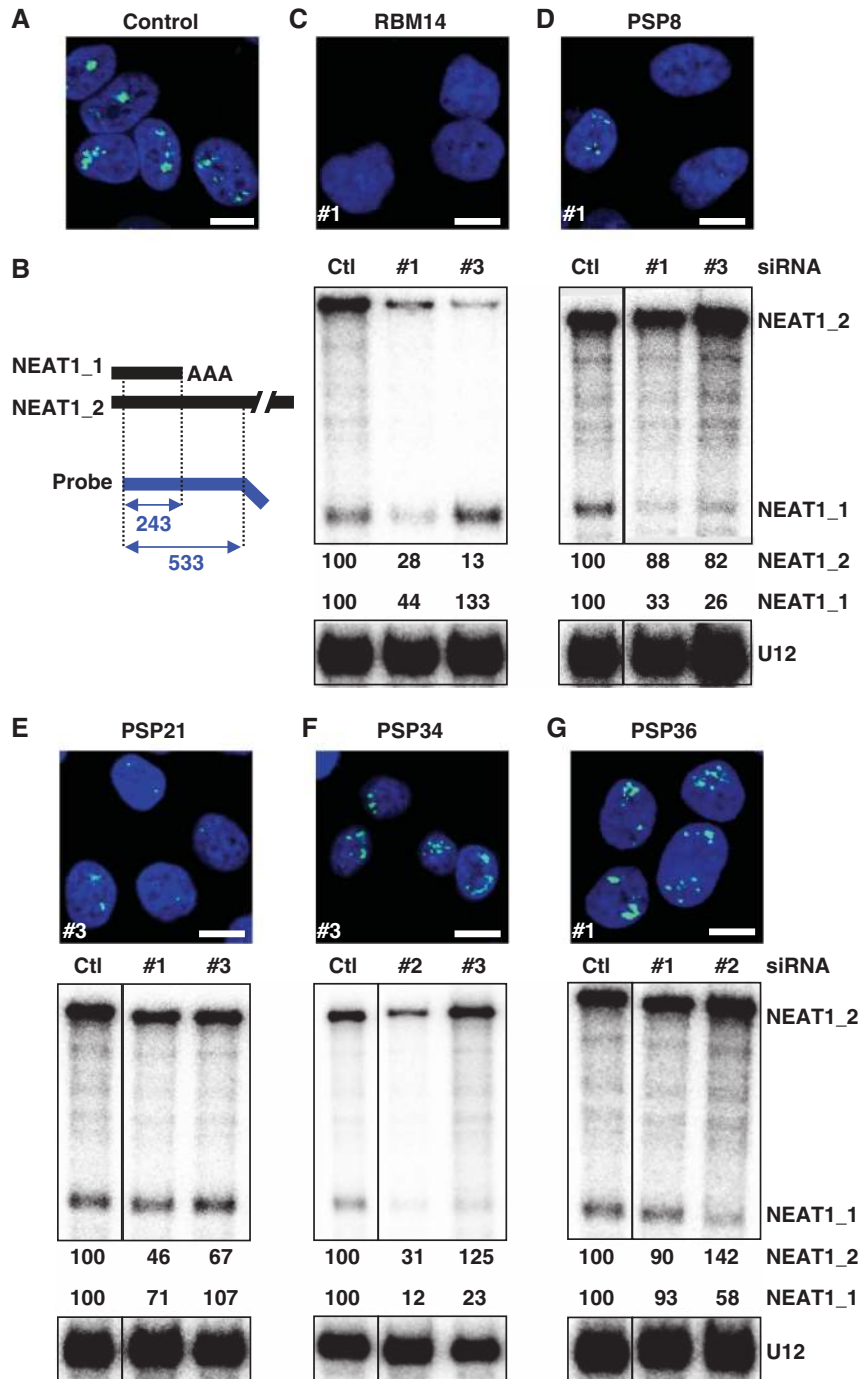 A Control C RBM14 D PSP8
#1 #1
B Ctl #1 #3 Ctl #1 #3 siRNA
NEAT1_2
NEAT1_1 AAA
NEAT1_2
Probe
243
533
NEAT1_1
100 28 13 100 88 82 NEAT1_2
100 44 133 100 33 26 NEAT1_1
U12
E PSP21 F PSP34 G PSP36
#3 #3 #1
Ctl #1 #3 Ctl #2 #3 Ctl #1 #2 siRNA
NEAT1_2
NEAT1_1
100 46 67 100 31 125 100 90 142 NEAT1_2
100 71 107 100 12 23 100 93 58 NEAT1_1
U12